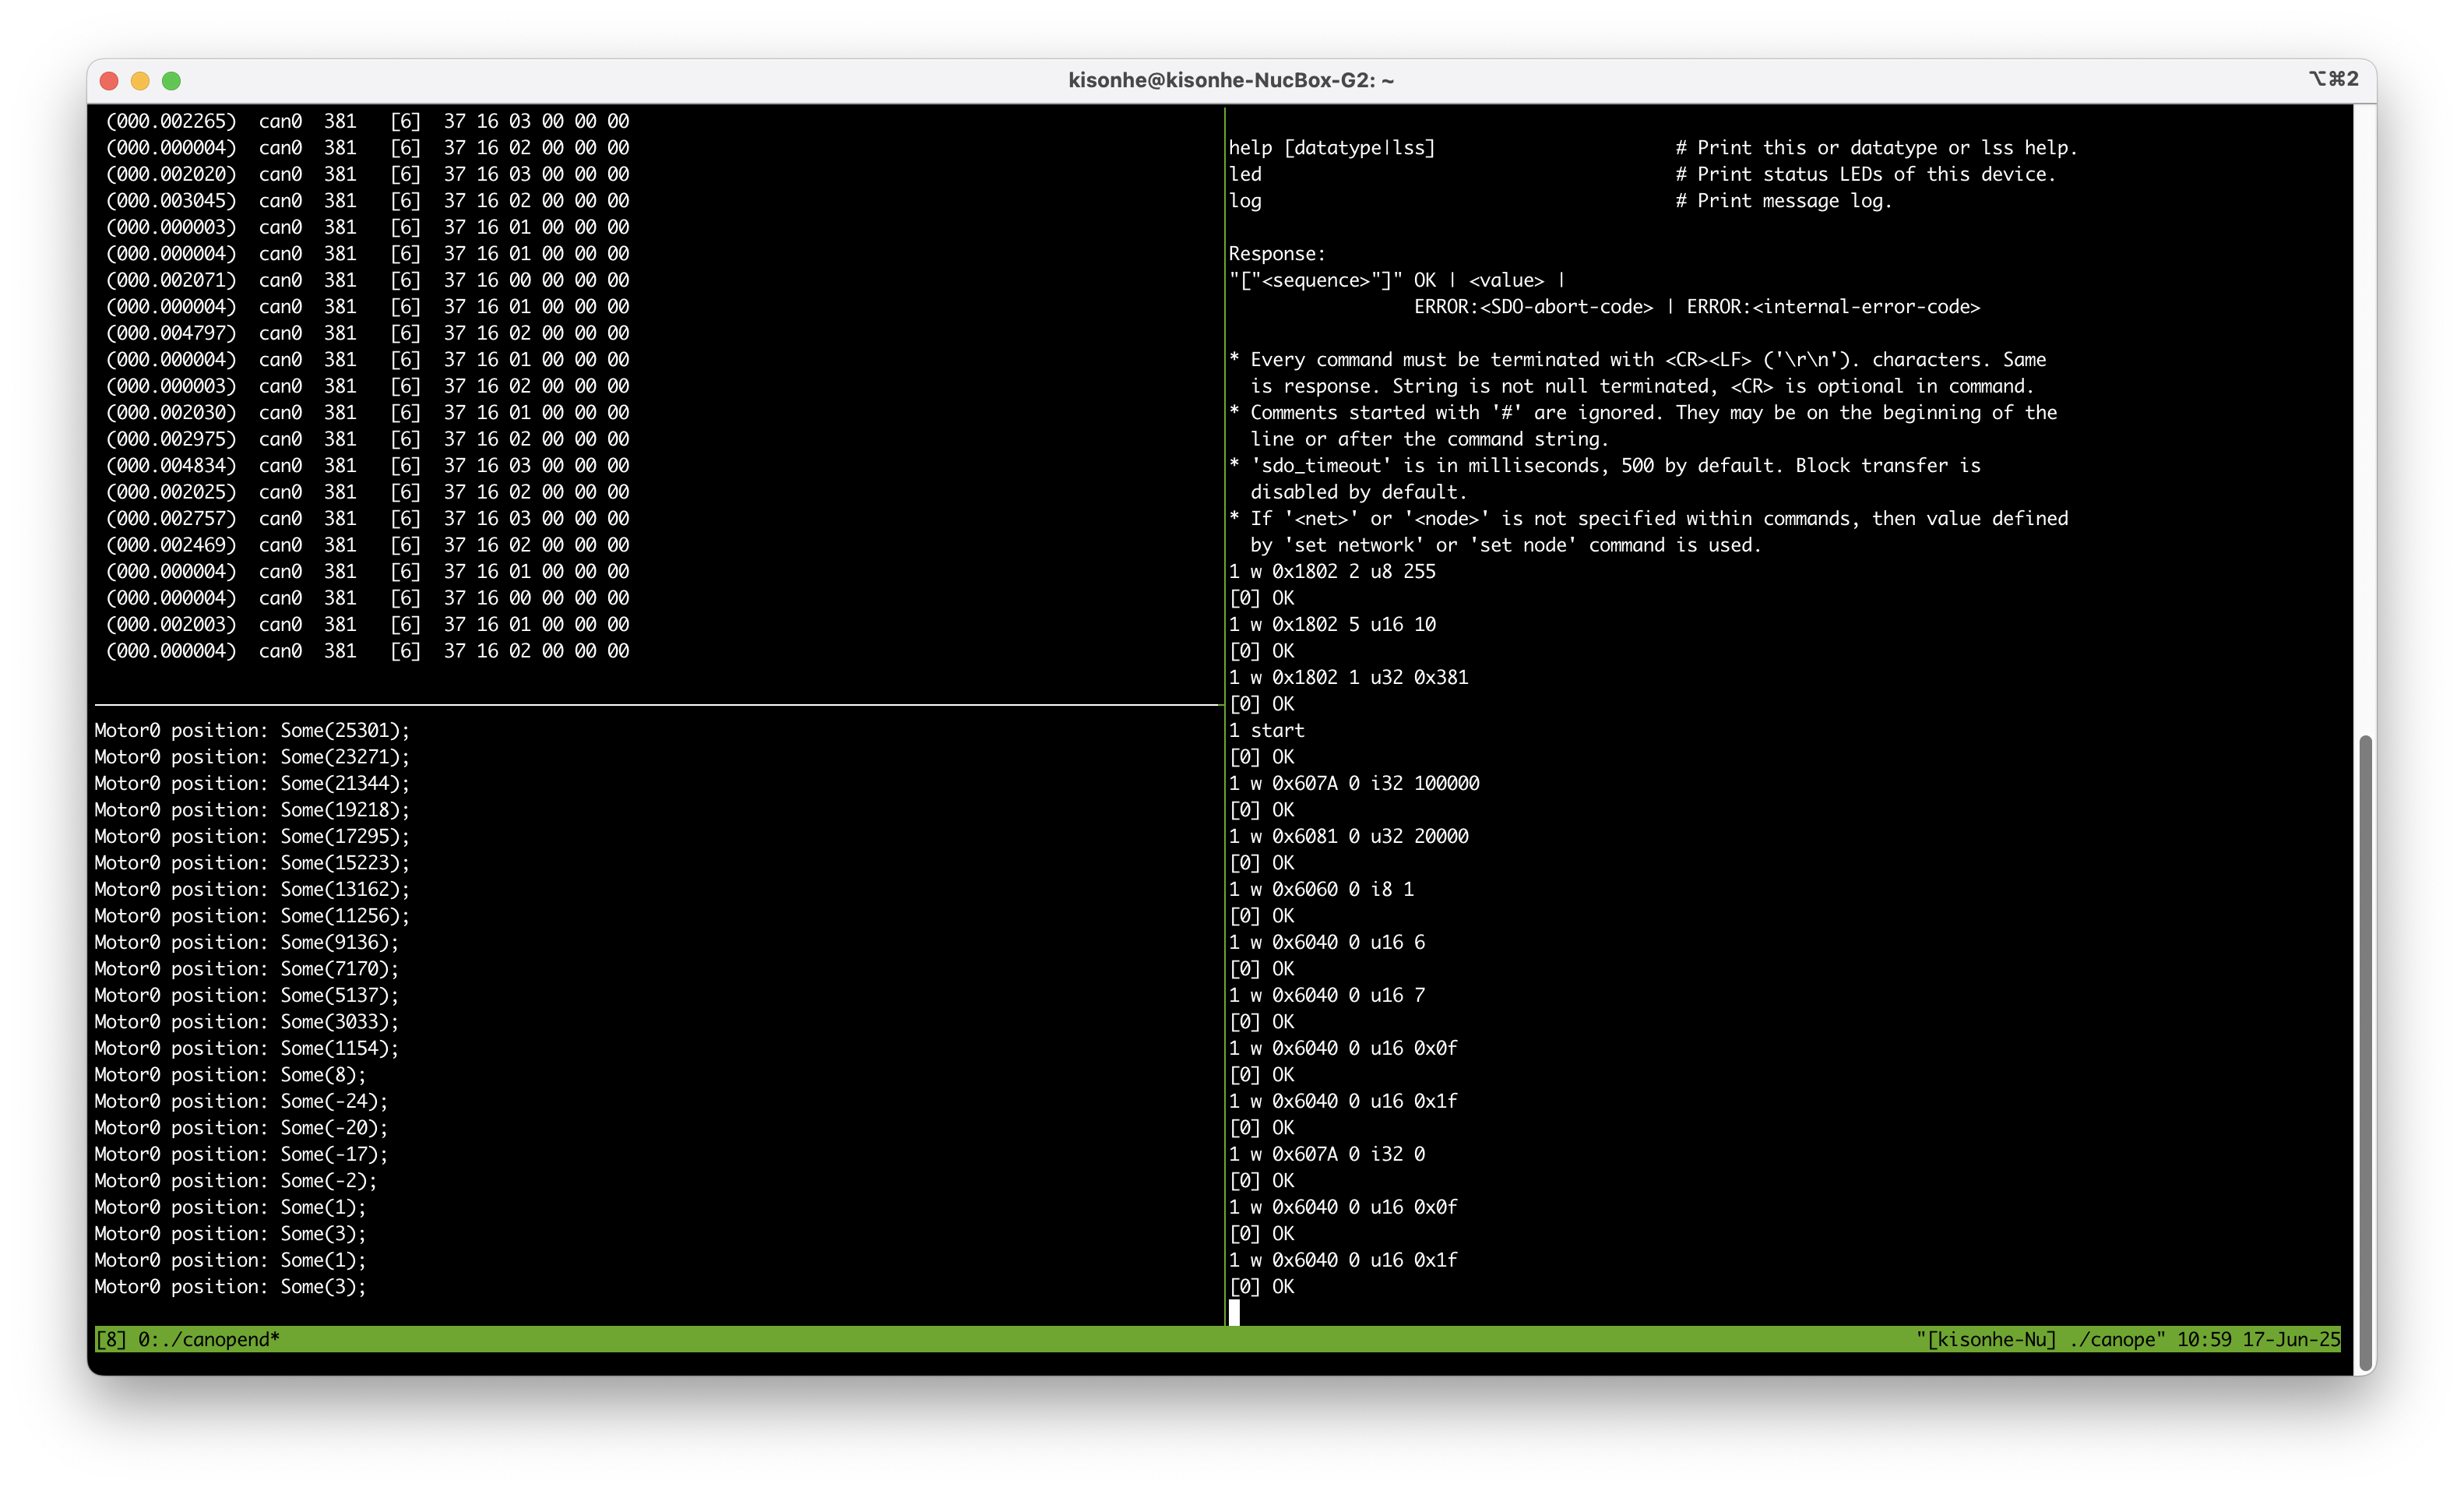 kisonhe@kisonhe-NucBox-G2: ~
⌥⌘2
(000.002265)  can0  381   [6]  37 16 03 00 00 00
(000.000004)  can0  381   [6]  37 16 02 00 00 00
(000.002020)  can0  381   [6]  37 16 03 00 00 00
(000.003045)  can0  381   [6]  37 16 02 00 00 00
(000.000003)  can0  381   [6]  37 16 01 00 00 00
(000.000004)  can0  381   [6]  37 16 01 00 00 00
(000.002071)  can0  381   [6]  37 16 00 00 00 00
(000.000004)  can0  381   [6]  37 16 01 00 00 00
(000.004797)  can0  381   [6]  37 16 02 00 00 00
(000.000004)  can0  381   [6]  37 16 01 00 00 00
(000.000003)  can0  381   [6]  37 16 02 00 00 00
(000.002030)  can0  381   [6]  37 16 01 00 00 00
(000.002975)  can0  381   [6]  37 16 02 00 00 00
(000.004834)  can0  381   [6]  37 16 03 00 00 00
(000.002025)  can0  381   [6]  37 16 02 00 00 00
(000.002757)  can0  381   [6]  37 16 03 00 00 00
(000.002469)  can0  381   [6]  37 16 02 00 00 00
(000.000004)  can0  381   [6]  37 16 01 00 00 00
(000.000004)  can0  381   [6]  37 16 00 00 00 00
(000.002003)  can0  381   [6]  37 16 01 00 00 00
(000.000004)  can0  381   [6]  37 16 02 00 00 00
Motor0 position: Some(25301);
Motor0 position: Some(23271);
Motor0 position: Some(21344);
Motor0 position: Some(19218);
Motor0 position: Some(17295);
Motor0 position: Some(15223);
Motor0 position: Some(13162);
Motor0 position: Some(11256);
Motor0 position: Some(9136);
Motor0 position: Some(7170);
Motor0 position: Some(5137);
Motor0 position: Some(3033);
Motor0 position: Some(1154);
Motor0 position: Some(8);
Motor0 position: Some(-24);
Motor0 position: Some(-20);
Motor0 position: Some(-17);
Motor0 position: Some(-2);
Motor0 position: Some(1);
Motor0 position: Some(3);
Motor0 position: Some(1);
Motor0 position: Some(3);
help [datatype|lss]                      # Print this or datatype or lss help.
led                                      # Print status LEDs of this device.
log                                      # Print message log.
Response:
"["<sequence>"]" OK | <value> |
                 ERROR:<SDO-abort-code> | ERROR:<internal-error-code>
* Every command must be terminated with <CR><LF> ('\r\n'). characters. Same
  is response. String is not null terminated, <CR> is optional in command.
* Comments started with '#' are ignored. They may be on the beginning of the
  line or after the command string.
* 'sdo_timeout' is in milliseconds, 500 by default. Block transfer is
  disabled by default.
* If '<net>' or '<node>' is not specified within commands, then value defined
  by 'set network' or 'set node' command is used.
1 w 0x1802 2 u8 255
[0] OK
1 w 0x1802 5 u16 10
[0] OK
1 w 0x1802 1 u32 0x381
[0] OK
1 start
[0] OK
1 w 0x607A 0 i32 100000
[0] OK
1 w 0x6081 0 u32 20000
[0] OK
1 w 0x6060 0 i8 1
[0] OK
1 w 0x6040 0 u16 6
[0] OK
1 w 0x6040 0 u16 7
[0] OK
1 w 0x6040 0 u16 0x0f
[0] OK
1 w 0x6040 0 u16 0x1f
[0] OK
1 w 0x607A 0 i32 0
[0] OK
1 w 0x6040 0 u16 0x0f
[0] OK
1 w 0x6040 0 u16 0x1f
[0] OK
[8] 0:./canopend*
"[kisonhe-Nu] ./canope" 10:59 17-Jun-25